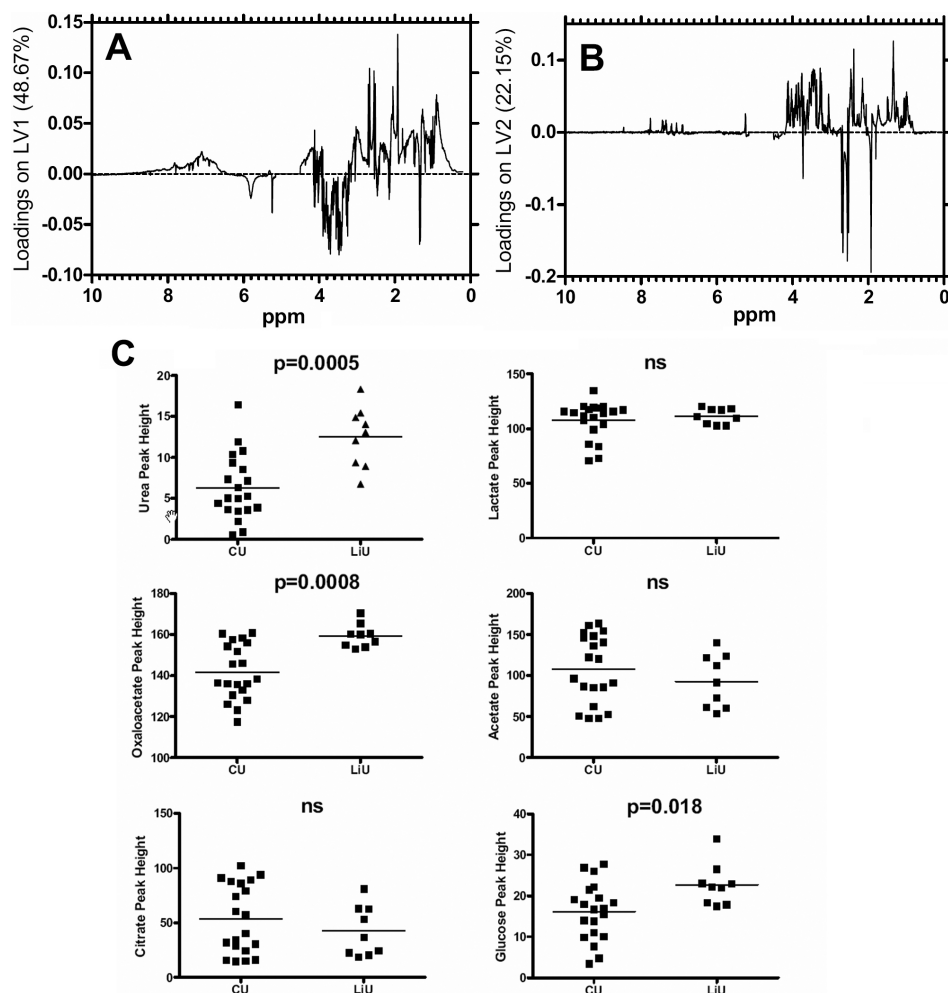 A
Loadings on LV1 (48.67%)
0.15
0.10
0.05
0.00
-0.05
-0.10
10 8 6 4 2 0
ppm
B
Loadings on LV2 (22.15%)
0.1
0.0
-0.1
-0.2
10 8 6 4 2 0
ppm
C
p=0.0005
Urea Peak Height
20
15
10
5
0
CU LiU
ns
Lactate Peak Height
150
100
50
0
CU LiU
p=0.0008
Oxaloacetate Peak Height
180
160
140
120
100
CU LiU
ns
Acetate Peak Height
200
150
100
50
0
CU LiU
ns
Citrate Peak Height
150
100
50
0
CU LiU
p=0.018
Glucose Peak Height
40
30
20
10
0
CU LiU